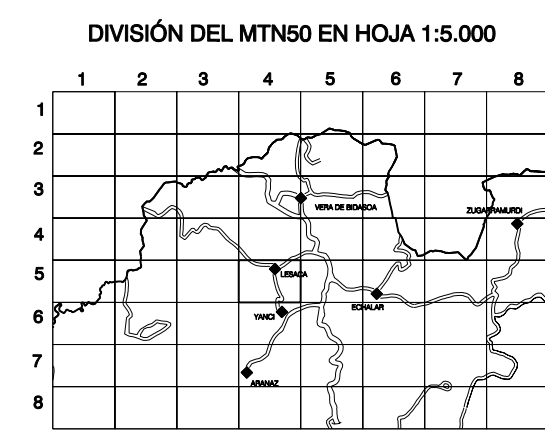 DIVISIÓN DEL MTN50 EN HOJA 1:5.000
1 2 3 4 5 6 7 8
1
2
3
VERA DE BIDASOA
ZUGARRAMURDI
4
5
LESACA
ECHALAR
6
YANCI
7
ARANAZ
8